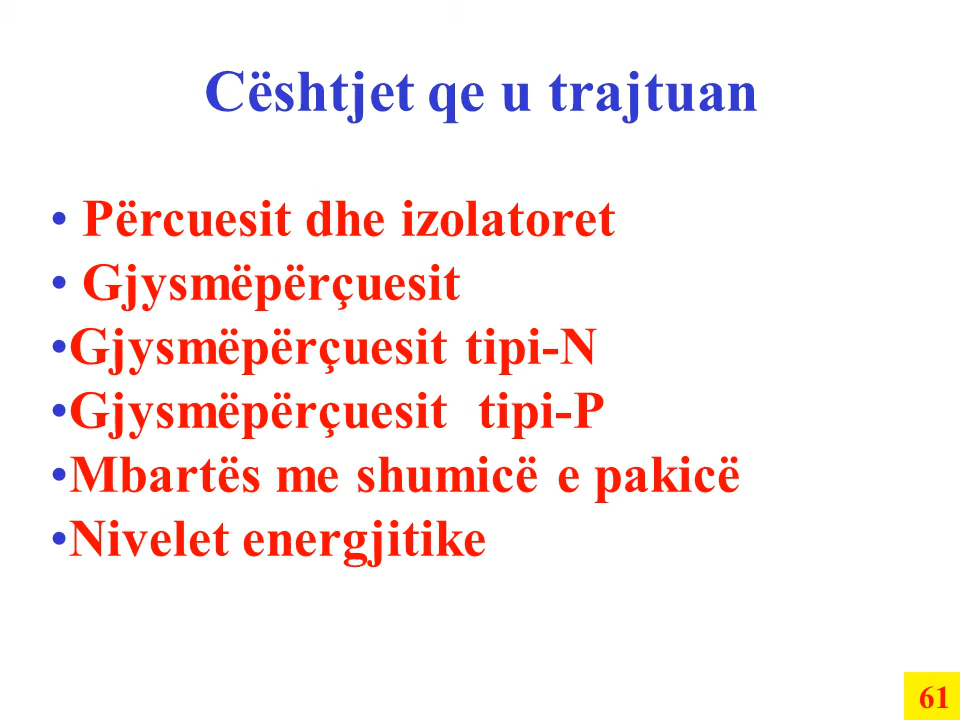 Cështjet qe u trajtuan
• Përcuesit dhe izolatoret
• Gjysmëpërçuesit
•Gjysmëpërçuesit tipi-N
•Gjysmëpërçuesit  tipi-P
•Mbartës me shumicë e pakicë
•Nivelet energjitike
61